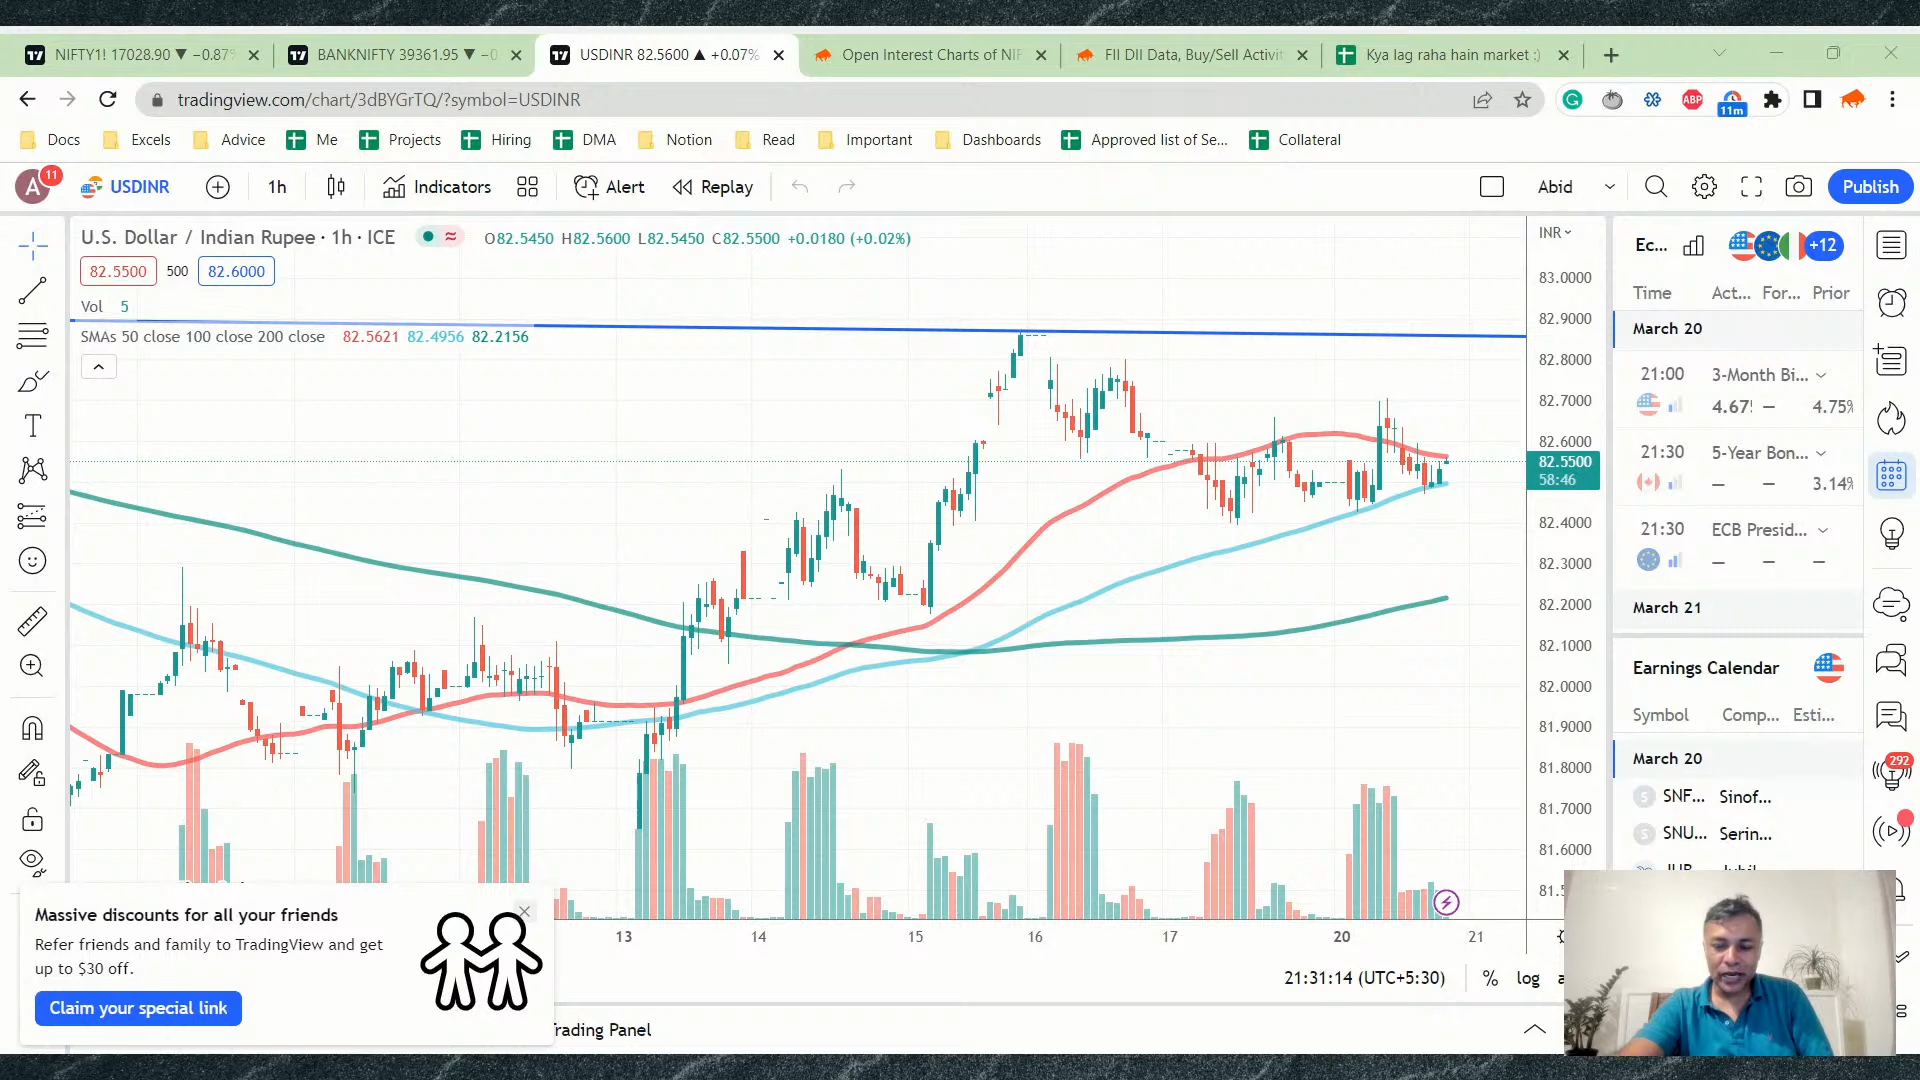 NIFTY1! 17028.90 ▼ −0.87%
BANKNIFTY 39361.95 ▼ −0
USDINR 82.5600 ▲ +0.07%
Open Interest Charts of NIF
FII DII Data, Buy/Sell Activit
Kya lag raha hain market :)
tradingview.com/chart/3dBYGrTQ/?symbol=USDINR
ABP
11m
Docs Excels Advice Me Projects Hiring DMA Notion Read Important Dashboards Approved list of Se... Collateral
A 11 USDINR 1h Indicators Alert Replay Abid Publish
U.S. Dollar / Indian Rupee · 1h · ICE O82.5450 H82.5600 L82.5450 C82.5500 +0.0180 (+0.02%)
82.5500 500 82.6000
Vol 5
SMAs 50 close 100 close 200 close 82.5621 82.4956 82.2156
INR
83.0000
82.9000
82.8000
82.7000
82.6000
82.5500
58:46
82.4000
82.3000
82.2000
82.1000
82.0000
81.9000
81.8000
81.7000
81.6000
81.5
13 14 15 16 17 20 21
21:31:14 (UTC+5:30) % log a
Trading Panel
Massive discounts for all your friends
Refer friends and family to TradingView and get
up to $30 off.
Claim your special link
Ec... +12
Time Act... For... Prior
March 20
21:00 3-Month Bi...
4.67! — 4.75%
21:30 5-Year Bon...
— — 3.14%
21:30 ECB Presid...
— — —
March 21
Earnings Calendar
Symbol Comp... Esti...
March 20
S SNF... Sinof...
S SNU... Serin...
292